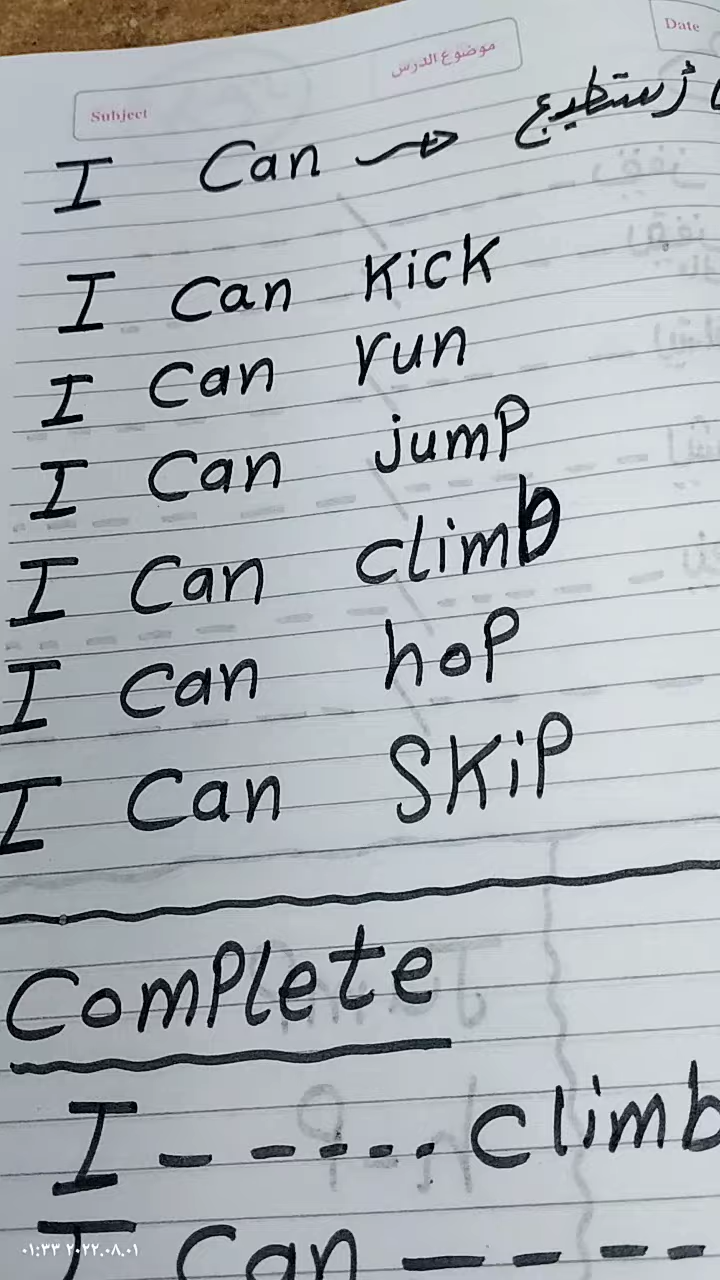 Subject موضوع الدرس Date
I Can أستطيع
I Can Kick
I Can run
I Can jump
I Can climb
I Can hop
I Can SKiP
ComPlete
I - - - - - - climb
I Can - - - -
٠١:٣٣ ٢٠٢٢.٠٨.٠١